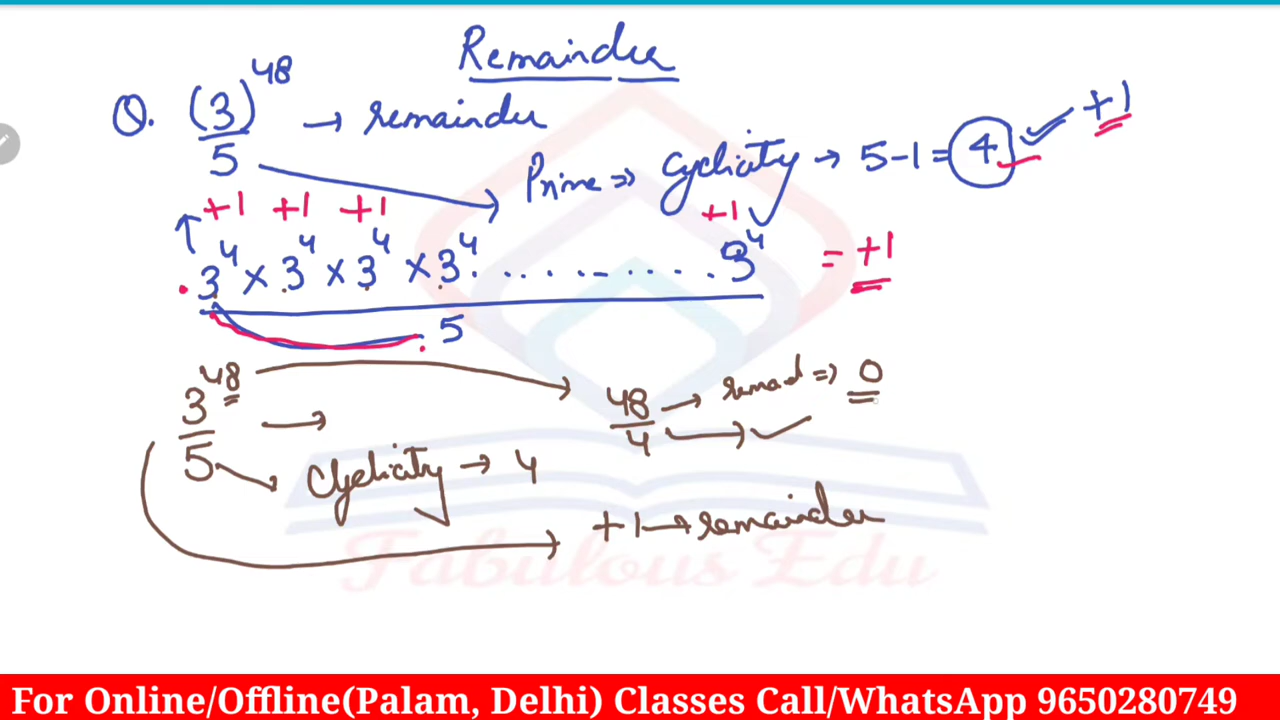 Remainder
Q. (3)^48 / 5 → remainder
Prime ⇒ Cyclicity → 5-1 = 4 +1
+1 +1 +1 +1
3^4 × 3^4 × 3^4 × 3^4 . . . . . - . . . . . 3^4 = +1
5
3^48 / 5 →
48 / 4 → remaid ⇒ 0
Cyclicity → 4
+1 → remainder
Fabulous Edu
For Online/Offline(Palam, Delhi) Classes Call/WhatsApp 9650280749